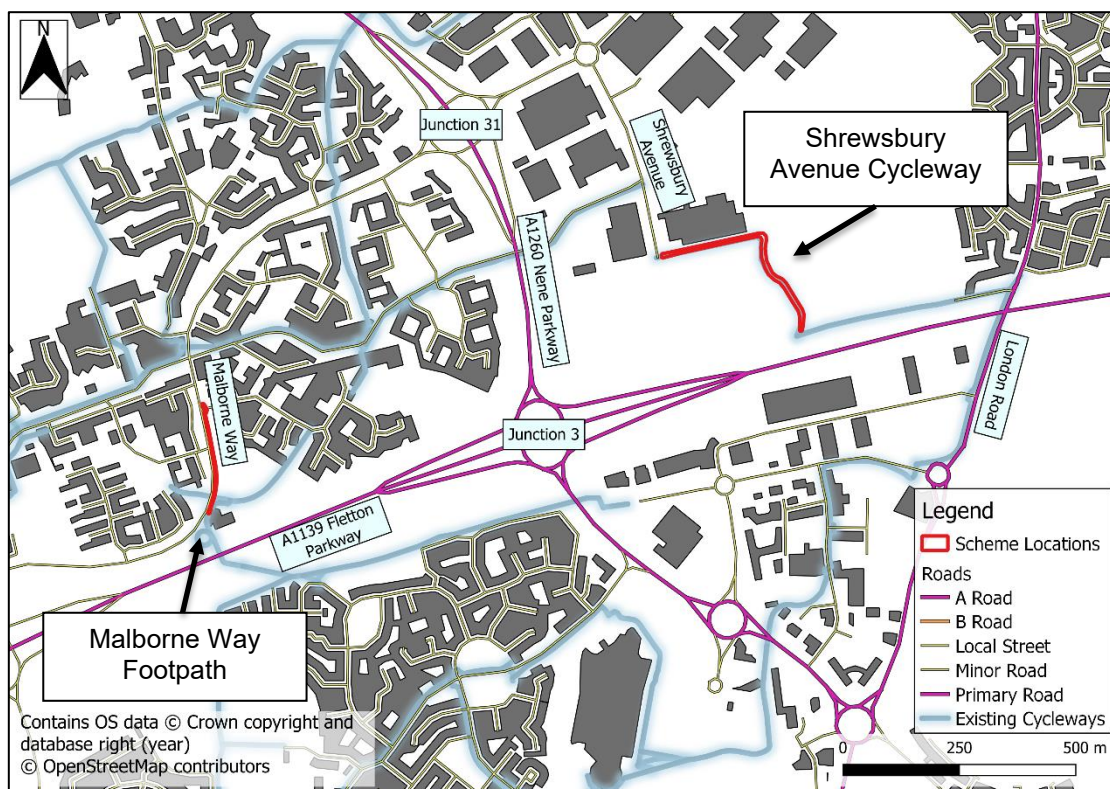 N
Junction 31
Shrewsbury
Avenue
Shrewsbury
Avenue Cycleway
A1260 Nene Parkway
Malborne Way
Junction 3
London Road
A1139 Fletton
Parkway
Malborne Way
Footpath
Legend
Scheme Locations
Roads
A Road
B Road
Local Street
Minor Road
Primary Road
Existing Cycleways
0
250
500 m
Contains OS data © Crown copyright and
database right (year)
© OpenStreetMap contributors